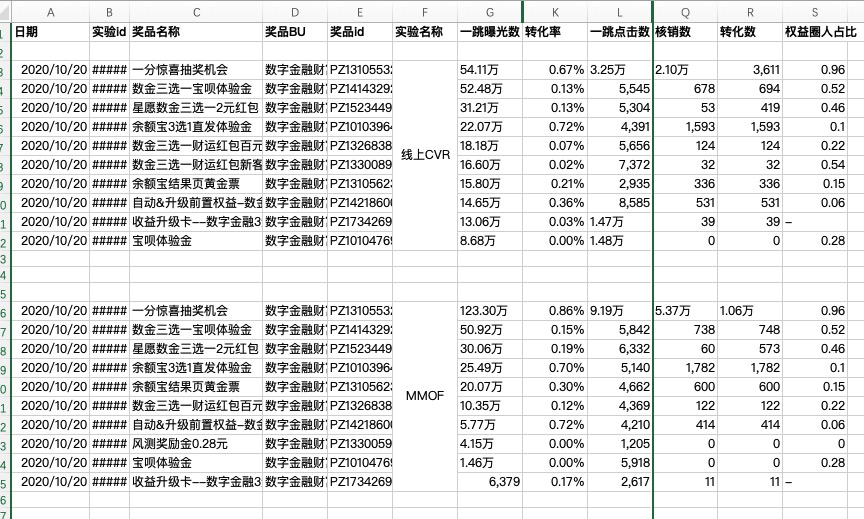 A B C D E F G K L Q R S
日期 实验id 奖品名称 奖品BU 奖品id 实验名称 一跳曝光数 转化率 一跳点击数 核销数 转化数 权益圈人占比
2020/10/20 ##### 一分惊喜抽奖机会 数字金融财 PZ1310553 54.11万 0.67% 3.25万 2.10万 3,611 0.96
2020/10/20 ##### 数金三选一宝呗体验金 数字金融财 PZ1414329 52.48万 0.13% 5,545 678 694 0.52
2020/10/20 ##### 星愿数金三选一2元红包 数字金融财 PZ1523449 31.21万 0.13% 5,304 53 419 0.46
2020/10/20 ##### 余额宝3选1直发体验金 数字金融财 PZ1010396 22.07万 0.72% 4,391 1,593 1,593 0.1
2020/10/20 ##### 数金三选一财运红包百元 数字金融财 PZ1326838 18.18万 0.07% 5,656 124 124 0.22
线上CVR
2020/10/20 ##### 数金三选一财运红包新客 数字金融财 PZ1330089 16.60万 0.02% 7,372 32 32 0.54
2020/10/20 ##### 余额宝结果页黄金票 数字金融财 PZ1310562 15.80万 0.21% 2,935 336 336 0.15
2020/10/20 ##### 自动&升级前置权益–数金 数字金融财 PZ1421860 14.65万 0.36% 8,585 531 531 0.06
2020/10/20 ##### 收益升级卡––数字金融3 数字金融财 PZ1734269 13.06万 0.03% 1.47万 39 39 –
2020/10/20 ##### 宝呗体验金 数字金融财 PZ1010476 8.68万 0.00% 1.48万 0 0 0.28
2020/10/20 ##### 一分惊喜抽奖机会 数字金融财 PZ1310553 123.30万 0.86% 9.19万 5.37万 1.06万 0.96
2020/10/20 ##### 数金三选一宝呗体验金 数字金融财 PZ1414329 50.92万 0.15% 5,842 738 748 0.52
2020/10/20 ##### 星愿数金三选一2元红包 数字金融财 PZ1523449 30.06万 0.19% 6,332 60 573 0.46
2020/10/20 ##### 余额宝3选1直发体验金 数字金融财 PZ1010396 25.49万 0.70% 5,140 1,782 1,782 0.1
2020/10/20 ##### 余额宝结果页黄金票 数字金融财 PZ1310562 20.07万 0.30% 4,662 600 600 0.15
MMOF
2020/10/20 ##### 数金三选一财运红包百元 数字金融财 PZ1326838 10.35万 0.12% 4,369 122 122 0.22
2020/10/20 ##### 自动&升级前置权益–数金 数字金融财 PZ1421860 5.77万 0.72% 4,210 414 414 0.06
2020/10/20 ##### 风测奖励金0.28元 数字金融财 PZ1330059 4.15万 0.00% 1,205 0 0 0
2020/10/20 ##### 宝呗体验金 数字金融财 PZ1010476 1.46万 0.00% 5,918 0 0 0.28
2020/10/20 ##### 收益升级卡––数字金融3 数字金融财 PZ1734269 6,379 0.17% 2,617 11 11 –